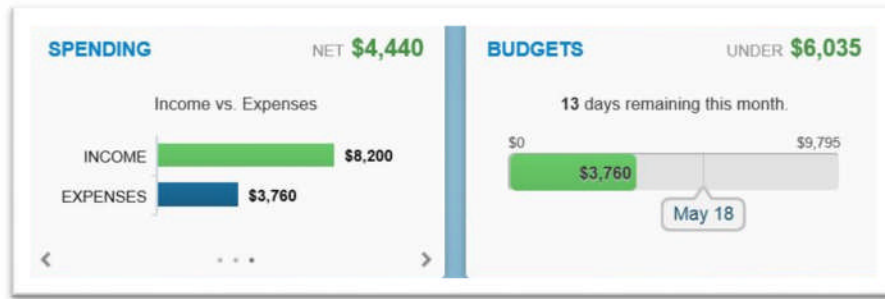 SPENDING NET $4,440
Income vs. Expenses
INCOME $8,200
EXPENSES $3,760
BUDGETS UNDER $6,035
13 days remaining this month.
$0 $9,795
$3,760
May 18